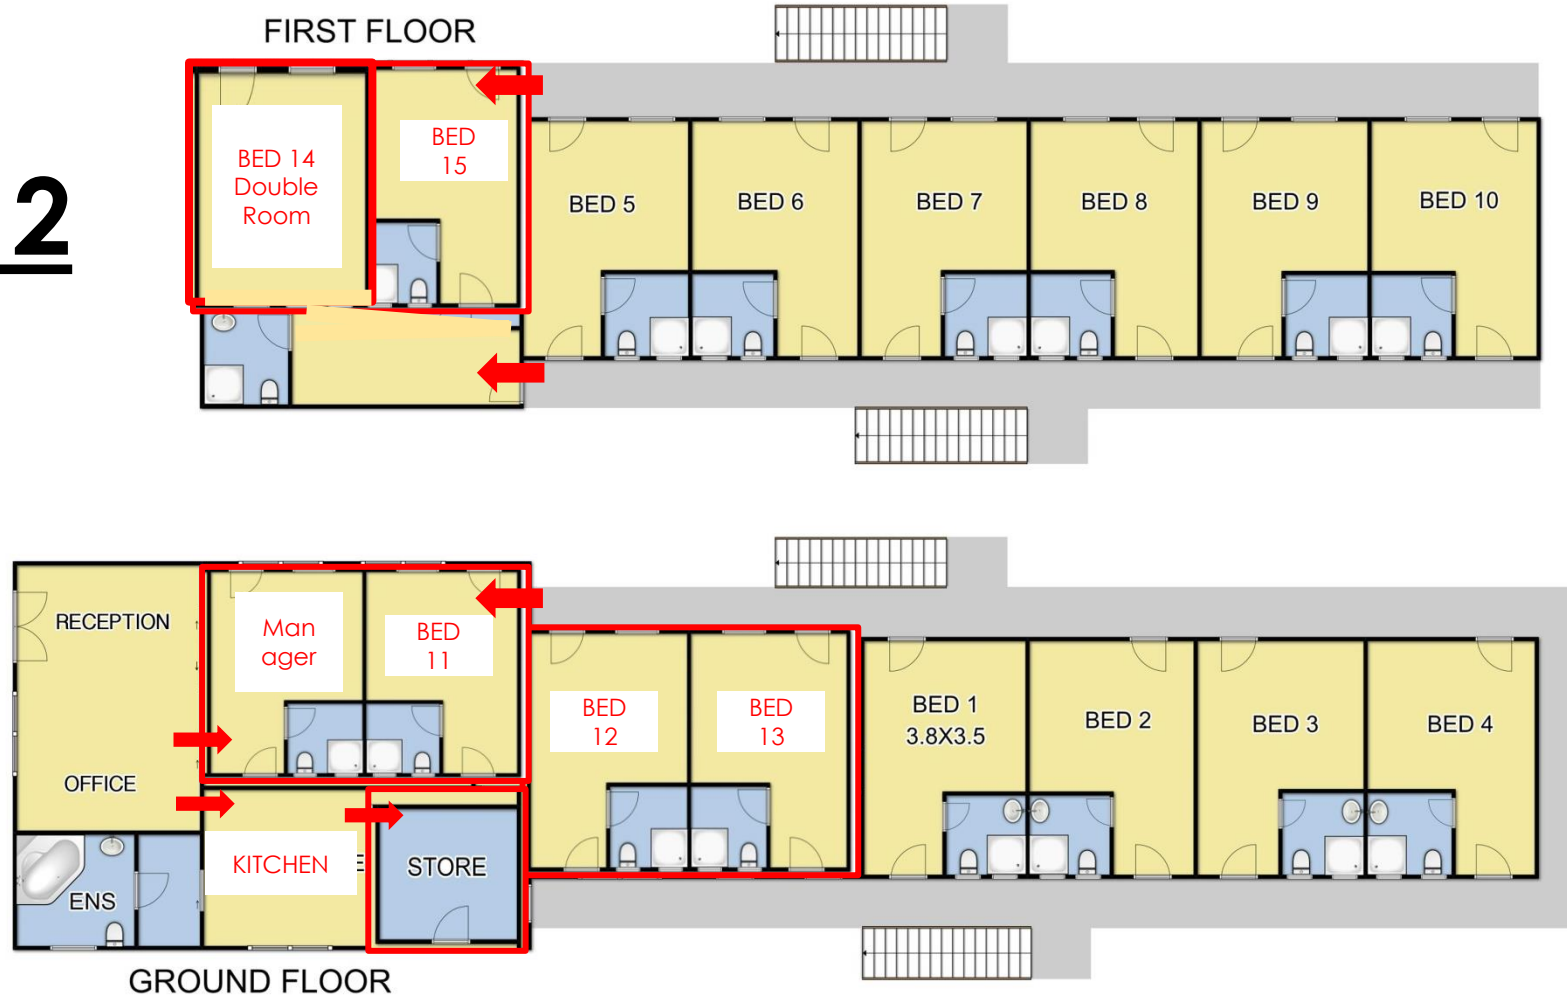 FIRST FLOOR
2
BED 14
Double
Room
BED
15
BED 5
BED 6
BED 7
BED 8
BED 9
BED 10
RECEPTION
OFFICE
ENS
Man
ager
BED
11
KITCHEN
E
STORE
BED
12
BED
13
BED 1
3.8X3.5
BED 2
BED 3
BED 4
GROUND FLOOR